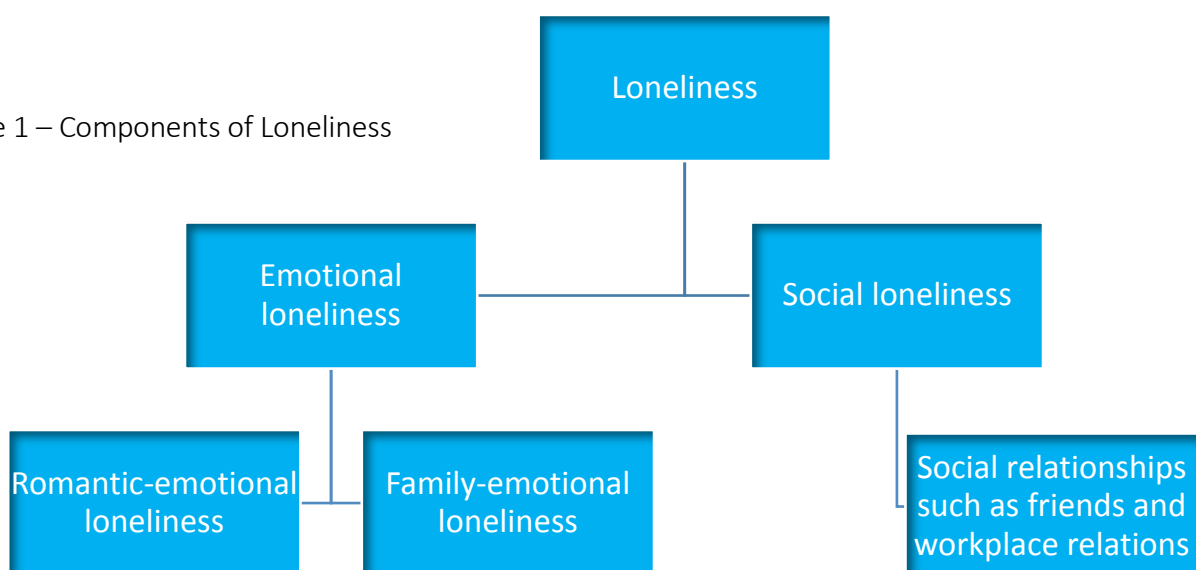 Loneliness
e 1 – Components of Loneliness
Emotional
loneliness
Social loneliness
Romantic-emotional
loneliness
Family-emotional
loneliness
Social relationships
such as friends and
workplace relations